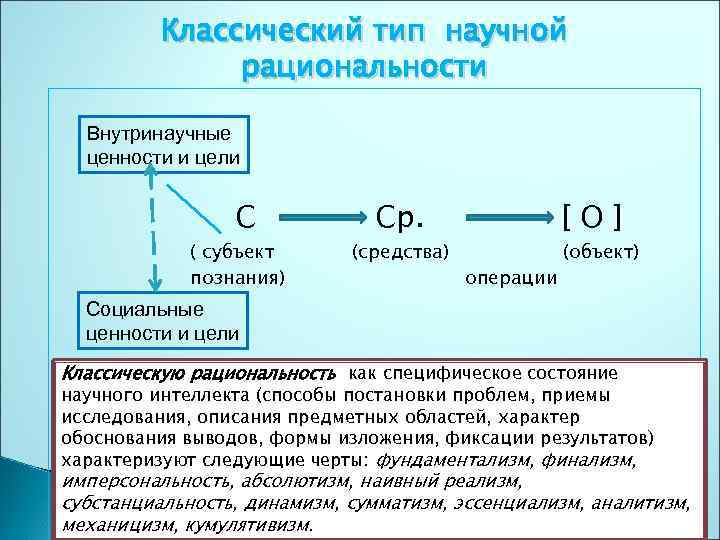 Классический тип научной
рациональности
Внутринаучные
ценности и цели
С Ср. [ О ]
( субъект (средства) (объект)
познания) операции
Социальные
ценности и цели
Классическую рациональность как специфическое состояние
научного интеллекта (способы постановки проблем, приемы
исследования, описания предметных областей, характер
обоснования выводов, формы изложения, фиксации результатов)
характеризуют следующие черты: фундаментализм, финализм,
имперсональность, абсолютизм, наивный реализм,
субстанциальность, динамизм, сумматизм, эссенциализм, аналитизм,
механицизм, кумулятивизм.